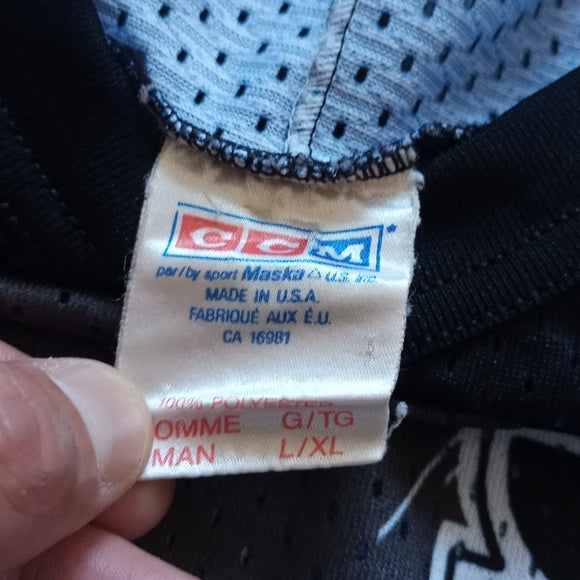 CCM
par/by sport Maska U.S. Inc.
MADE IN U.S.A.
FABRIQUÉ AUX É.U.
CA 16981
100% POLYESTER
OMME G/TG
MAN L/XL